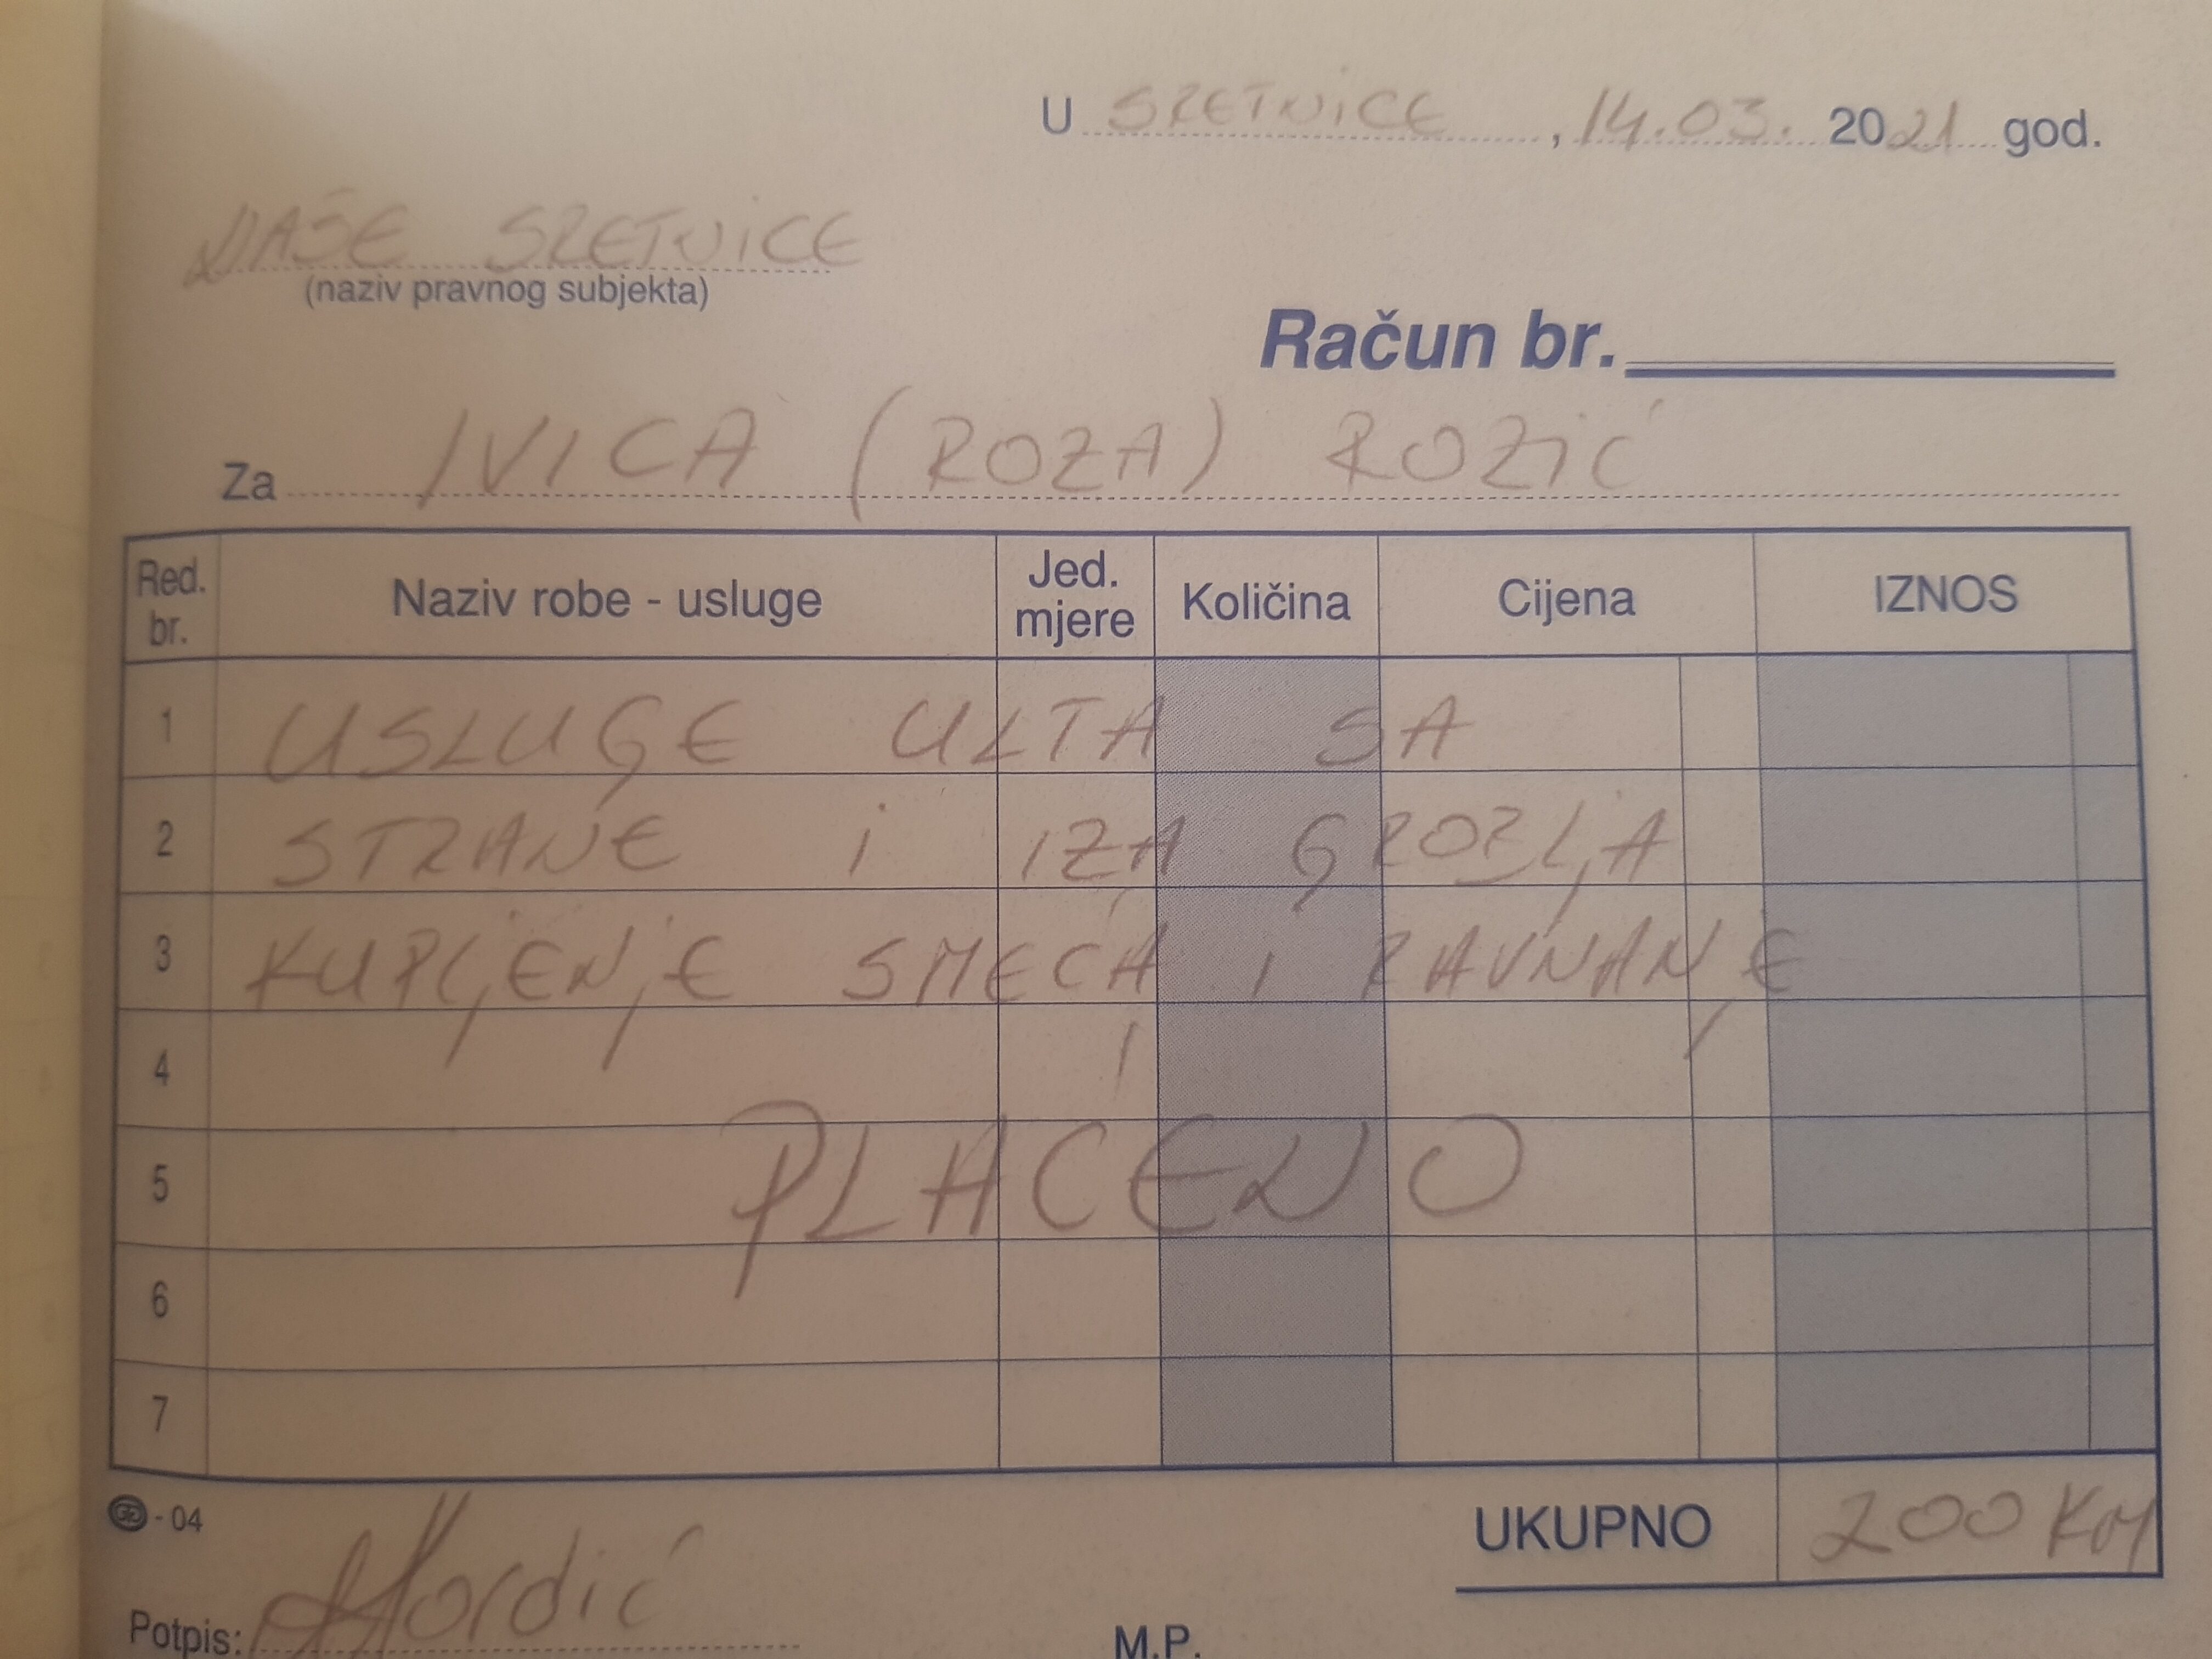 U SRETNICE, 14.03. 2021 god.
NAŠE SRETNICE
(naziv pravnog subjekta)
Račun br.
Za IVICA (ROZA) ROZIĆ
Red. br. Naziv robe - usluge Jed. mjere Količina Cijena IZNOS
1 USLUGE ULTA SA
2 STRANE i IZA GROBLJA
3 KUPLJENJE SMEĆA I RAVNANJE
4
5 PLAĆENO
6
7
- 04 UKUPNO 200 KM
Potpis: M.P.